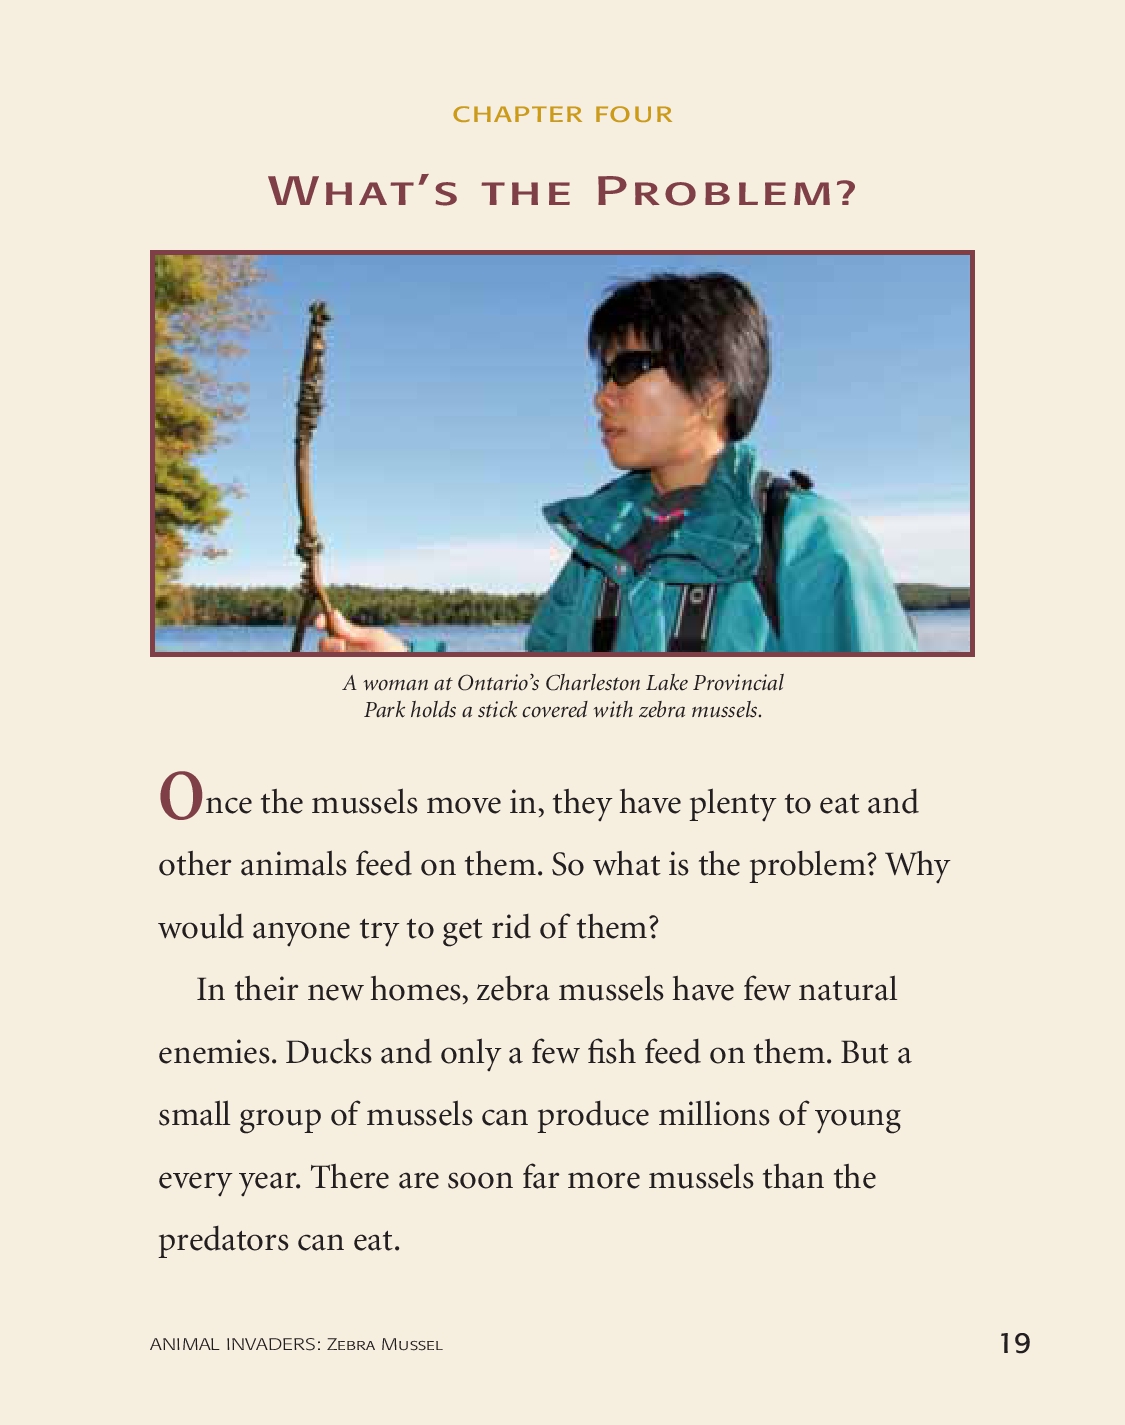 CHAPTER FOUR
What's the Problem?
A woman at Ontario's Charleston Lake Provincial
Park holds a stick covered with zebra mussels.
Once the mussels move in, they have plenty to eat and
other animals feed on them. So what is the problem? Why
would anyone try to get rid of them?
In their new homes, zebra mussels have few natural
enemies. Ducks and only a few fish feed on them. But a
small group of mussels can produce millions of young
every year. There are soon far more mussels than the
predators can eat.
ANIMAL INVADERS: Zebra Mussel
19